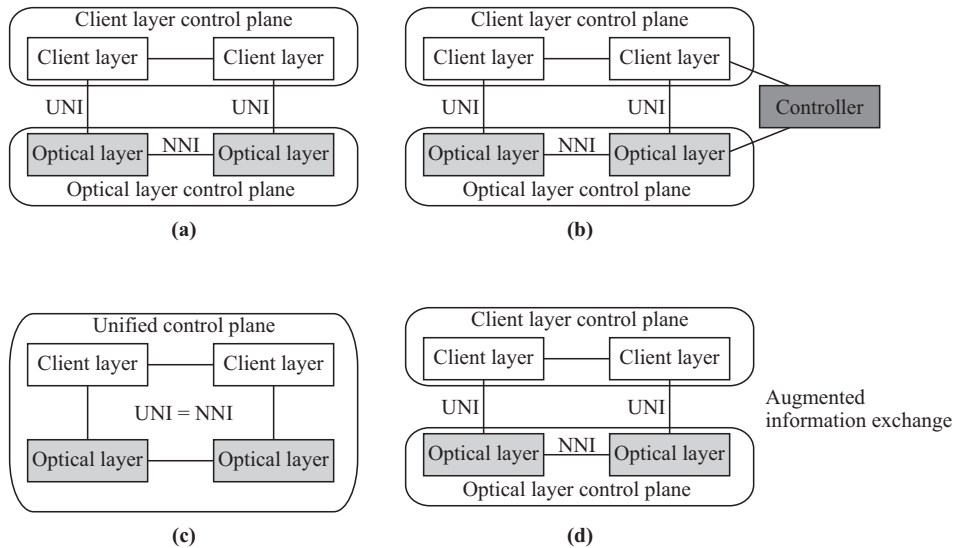 Client layer control plane
Client layer
Client layer
UNI
UNI
Optical layer
NNI
Optical layer
Optical layer control plane
(a)
Client layer control plane
Client layer
Client layer
UNI
UNI
Controller
Optical layer
NNI
Optical layer
Optical layer control plane
(b)
Unified control plane
Client layer
Client layer
UNI = NNI
Optical layer
Optical layer
(c)
Client layer control plane
Client layer
Client layer
UNI
UNI
Augmented
information exchange
Optical layer
NNI
Optical layer
Optical layer control plane
(d)